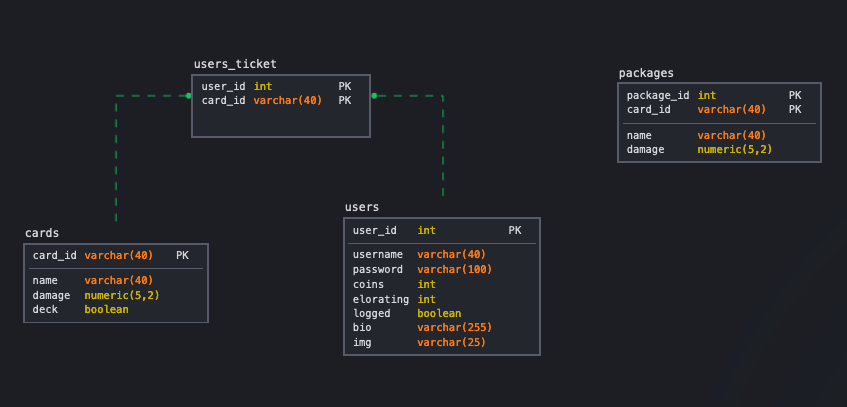 users_ticket
user_id int PK
card_id varchar(40) PK
packages
package_id int PK
card_id varchar(40) PK
name varchar(40)
damage numeric(5,2)
cards
card_id varchar(40) PK
name varchar(40)
damage numeric(5,2)
deck boolean
users
user_id int PK
username varchar(40)
password varchar(100)
coins int
elorating int
logged boolean
bio varchar(255)
img varchar(25)